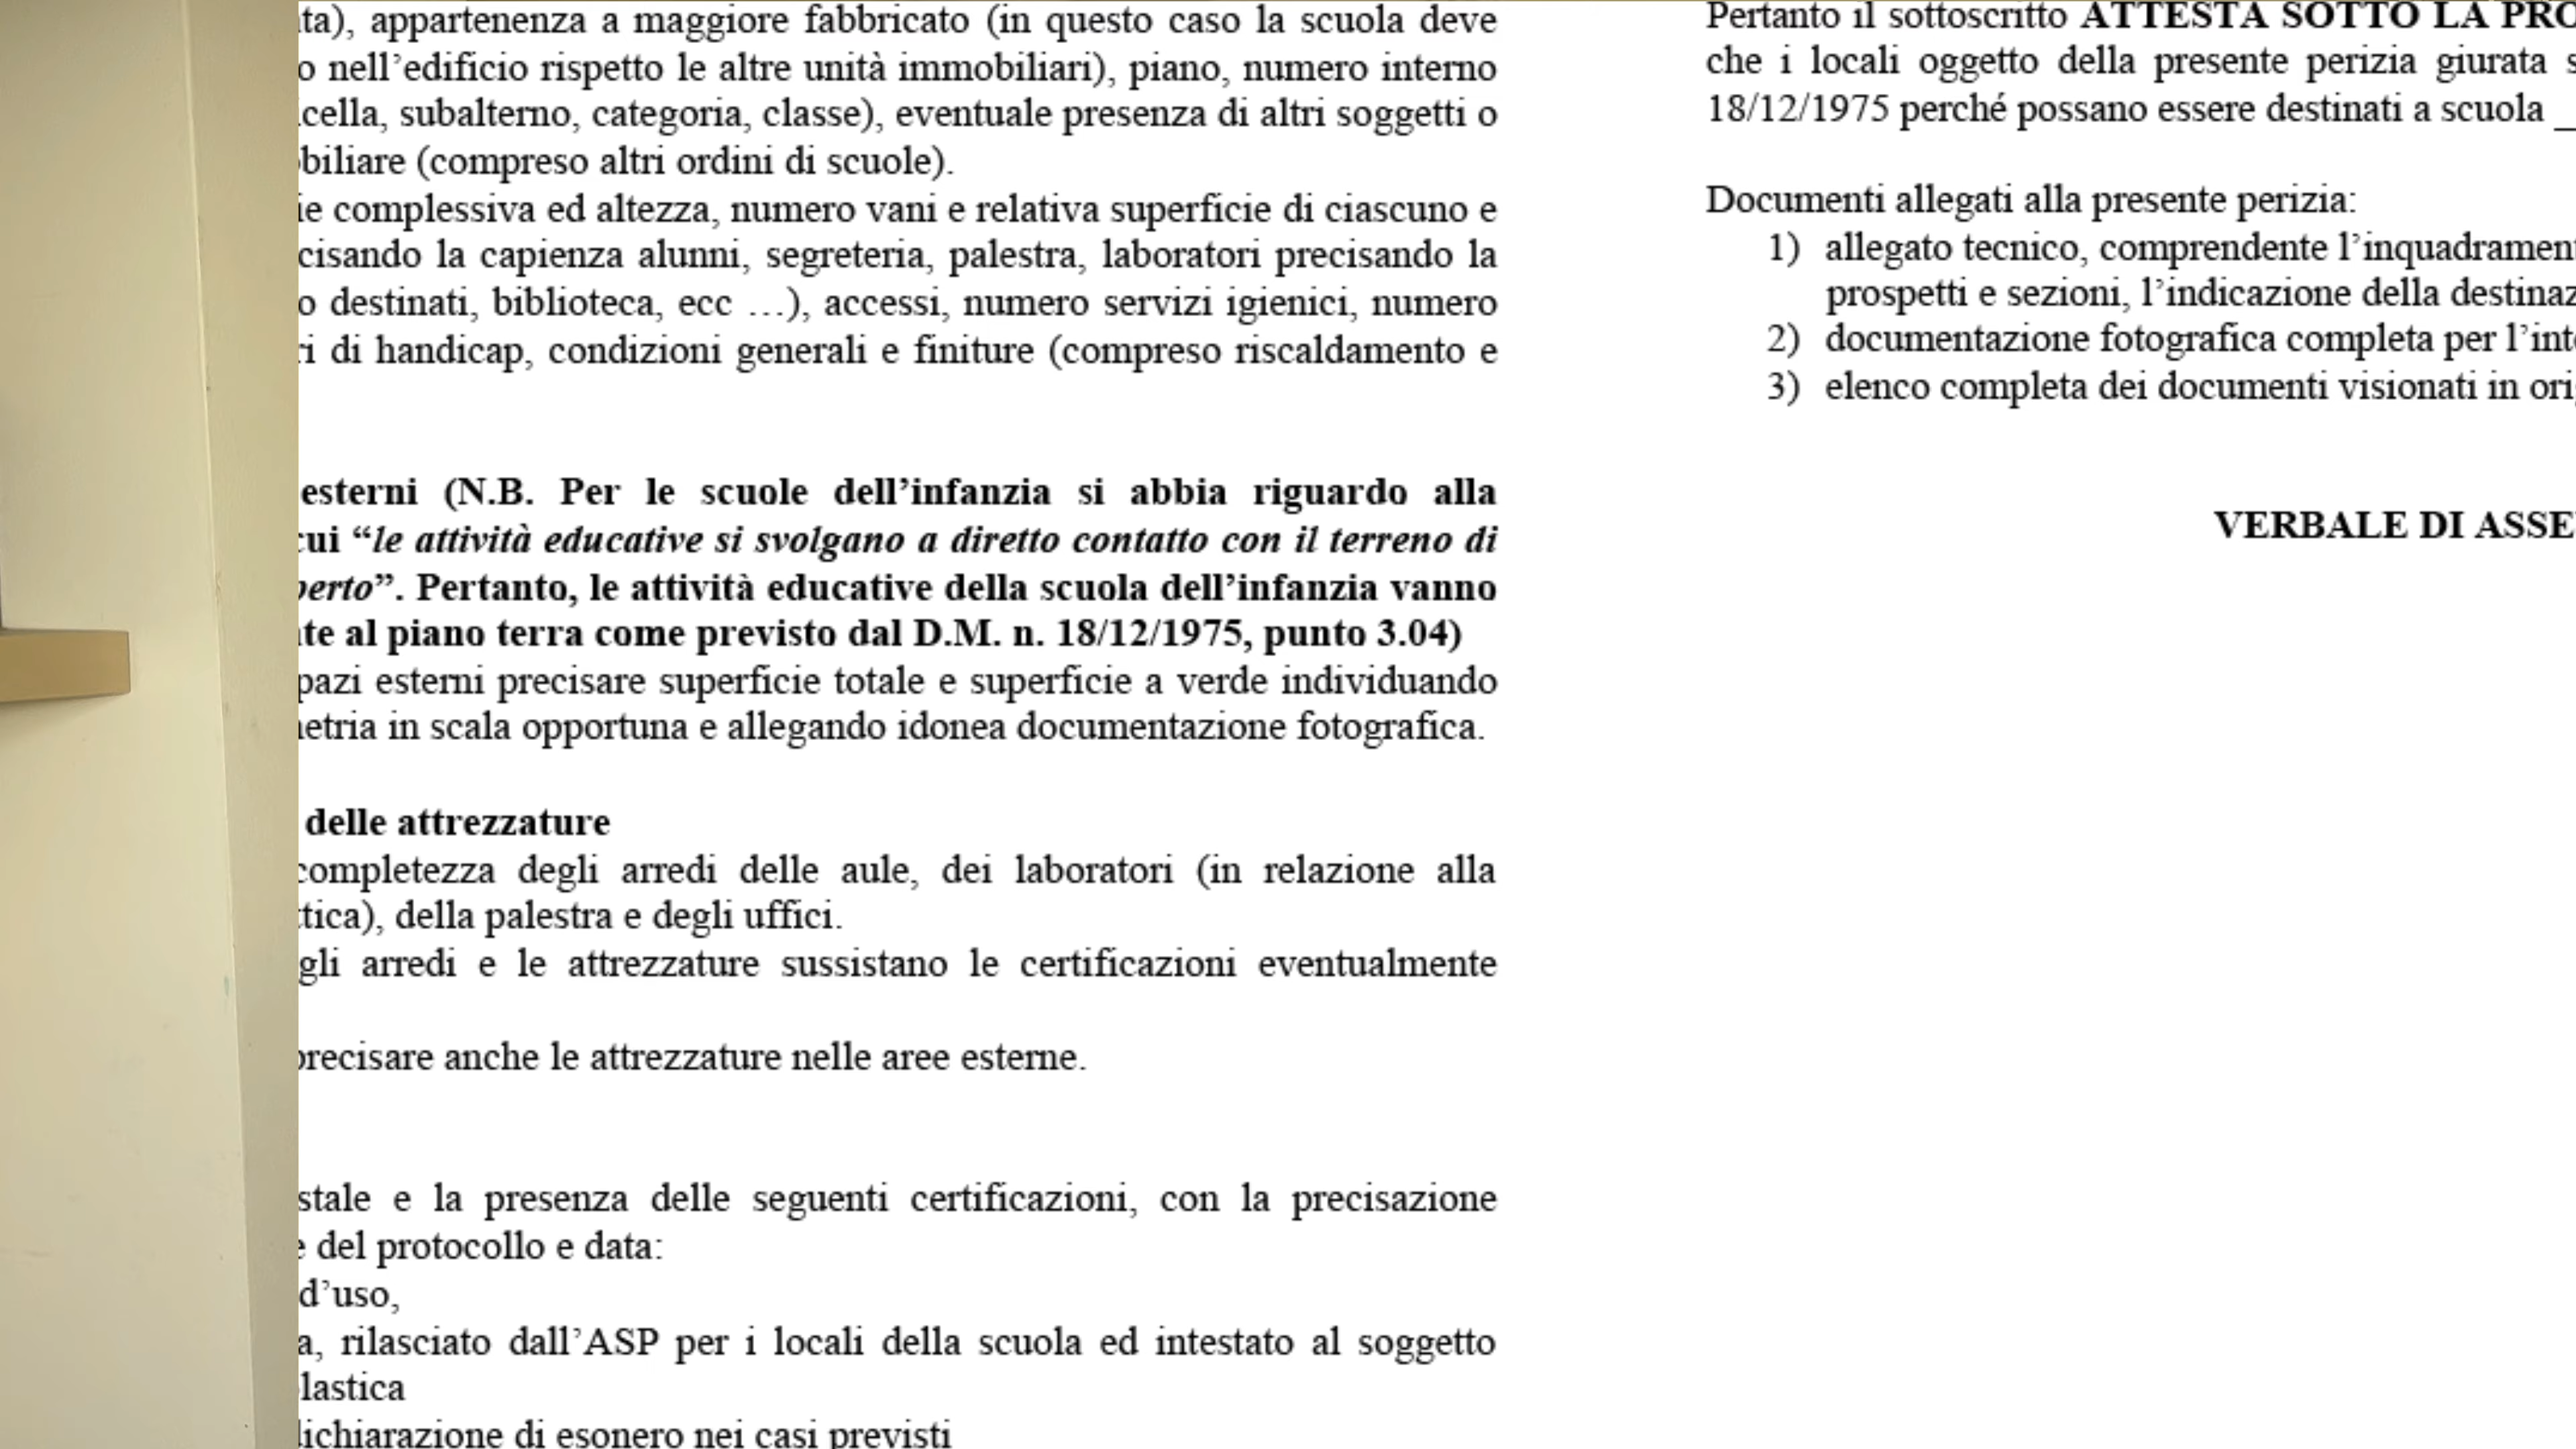 ta), appartenenza a maggiore fabbricato (in questo caso la scuola deve
o nell’edificio rispetto le altre unità immobiliari), piano, numero interno
cella, subalterno, categoria, classe), eventuale presenza di altri soggetti o
biliare (compreso altri ordini di scuole).
ie complessiva ed altezza, numero vani e relativa superficie di ciascuno e
cisando la capienza alunni, segreteria, palestra, laboratori precisando la
o destinati, biblioteca, ecc …), accessi, numero servizi igienici, numero
ri di handicap, condizioni generali e finiture (compreso riscaldamento e
esterni (N.B. Per le scuole dell’infanzia si abbia riguardo alla
cui “le attività educative si svolgano a diretto contatto con il terreno di
perto”. Pertanto, le attività educative della scuola dell’infanzia vanno
te al piano terra come previsto dal D.M. n. 18/12/1975, punto 3.04)
pazi esterni precisare superficie totale e superficie a verde individuando
etria in scala opportuna e allegando idonea documentazione fotografica.
delle attrezzature
completezza degli arredi delle aule, dei laboratori (in relazione alla
tica), della palestra e degli uffici.
gli arredi e le attrezzature sussistano le certificazioni eventualmente
precisare anche le attrezzature nelle aree esterne.
stale e la presenza delle seguenti certificazioni, con la precisazione
e del protocollo e data:
d’uso,
a, rilasciato dall’ASP per i locali della scuola ed intestato al soggetto
lastica
dichiarazione di esonero nei casi previsti
Pertanto il sottoscritto ATTESTA SOTTO LA PRO
che i locali oggetto della presente perizia giurata s
18/12/1975 perché possano essere destinati a scuola _
Documenti allegati alla presente perizia:
1) allegato tecnico, comprendente l’inquadramen
prospetti e sezioni, l’indicazione della destinaz
2) documentazione fotografica completa per l’int
3) elenco completa dei documenti visionati in ori
VERBALE DI ASSE